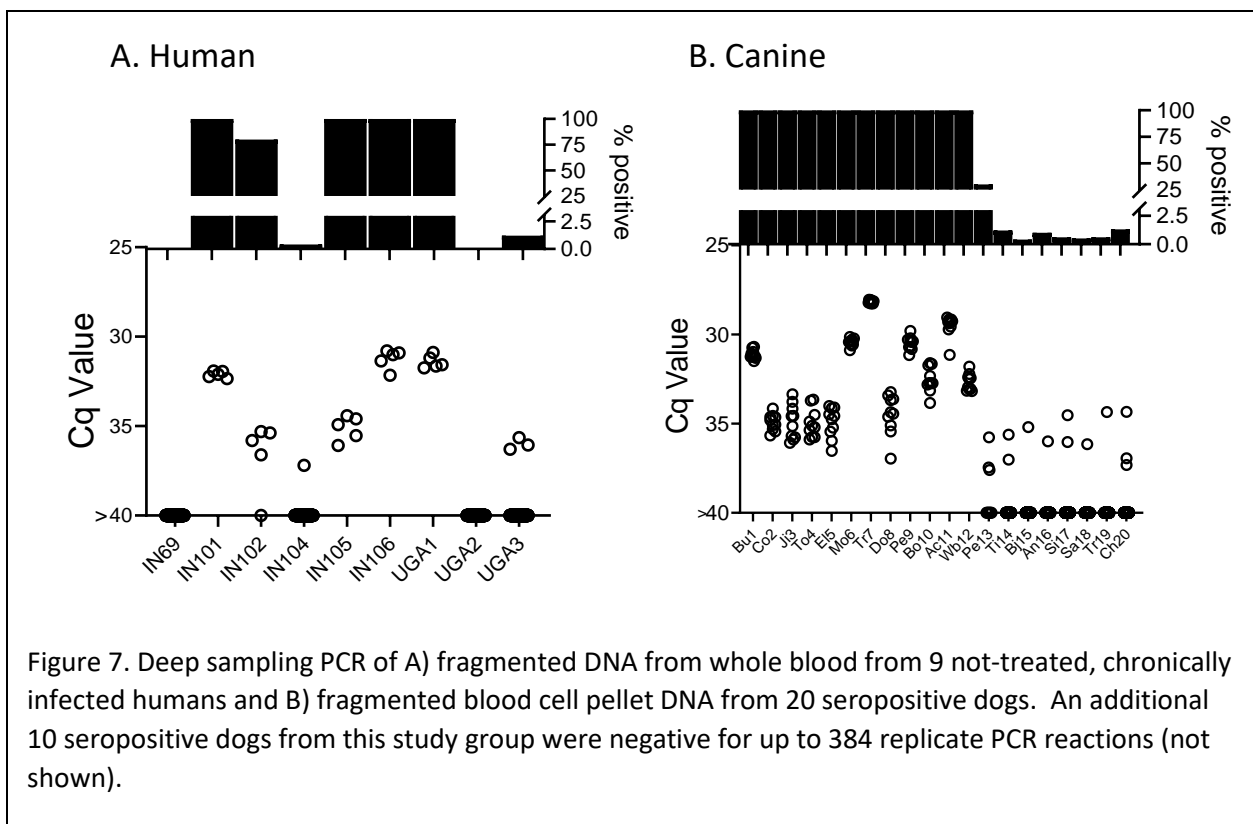 A. Human
B. Canine
100
75
50
25
2.5
0.0
% positive
100
75
50
25
2.5
0.0
% positive
25
30
35
>40
Cq Value
25
30
35
>40
Cq Value
IN69
IN101
IN102
IN104
IN105
IN106
UGA1
UGA2
UGA3
Bu1
Co2
Ji3
To4
El5
Mo6
Tr7
Do8
Pe9
Bo10
Ac11
Wb12
Pe13
Ti14
Bi15
An16
Si17
Sa18
Tr19
Ch20
Figure 7. Deep sampling PCR of A) fragmented DNA from whole blood from 9 not-treated, chronically
infected humans and B) fragmented blood cell pellet DNA from 20 seropositive dogs.  An additional
10 seropositive dogs from this study group were negative for up to 384 replicate PCR reactions (not
shown).